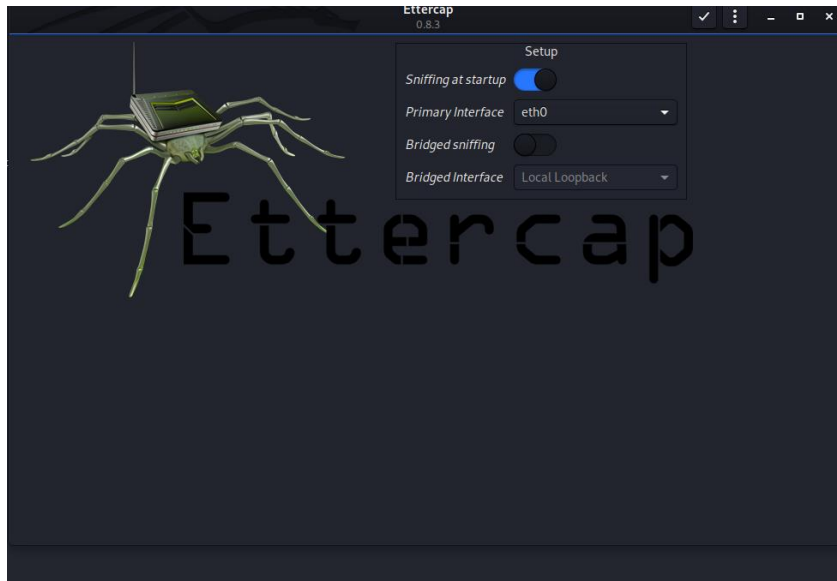 Ettercap
0.8.3
Setup
Sniffing at startup
Primary Interface eth0
Bridged sniffing
Bridged Interface Local Loopback
Ettercap